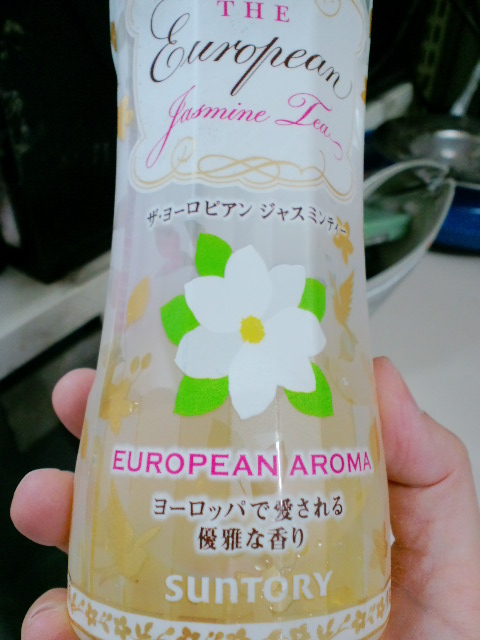 THE
European
Jasmine Tea
ザ・ヨーロピアン ジャスミンティー
EUROPEAN AROMA
ヨーロッパで愛される
優雅な香り
SUNTORY